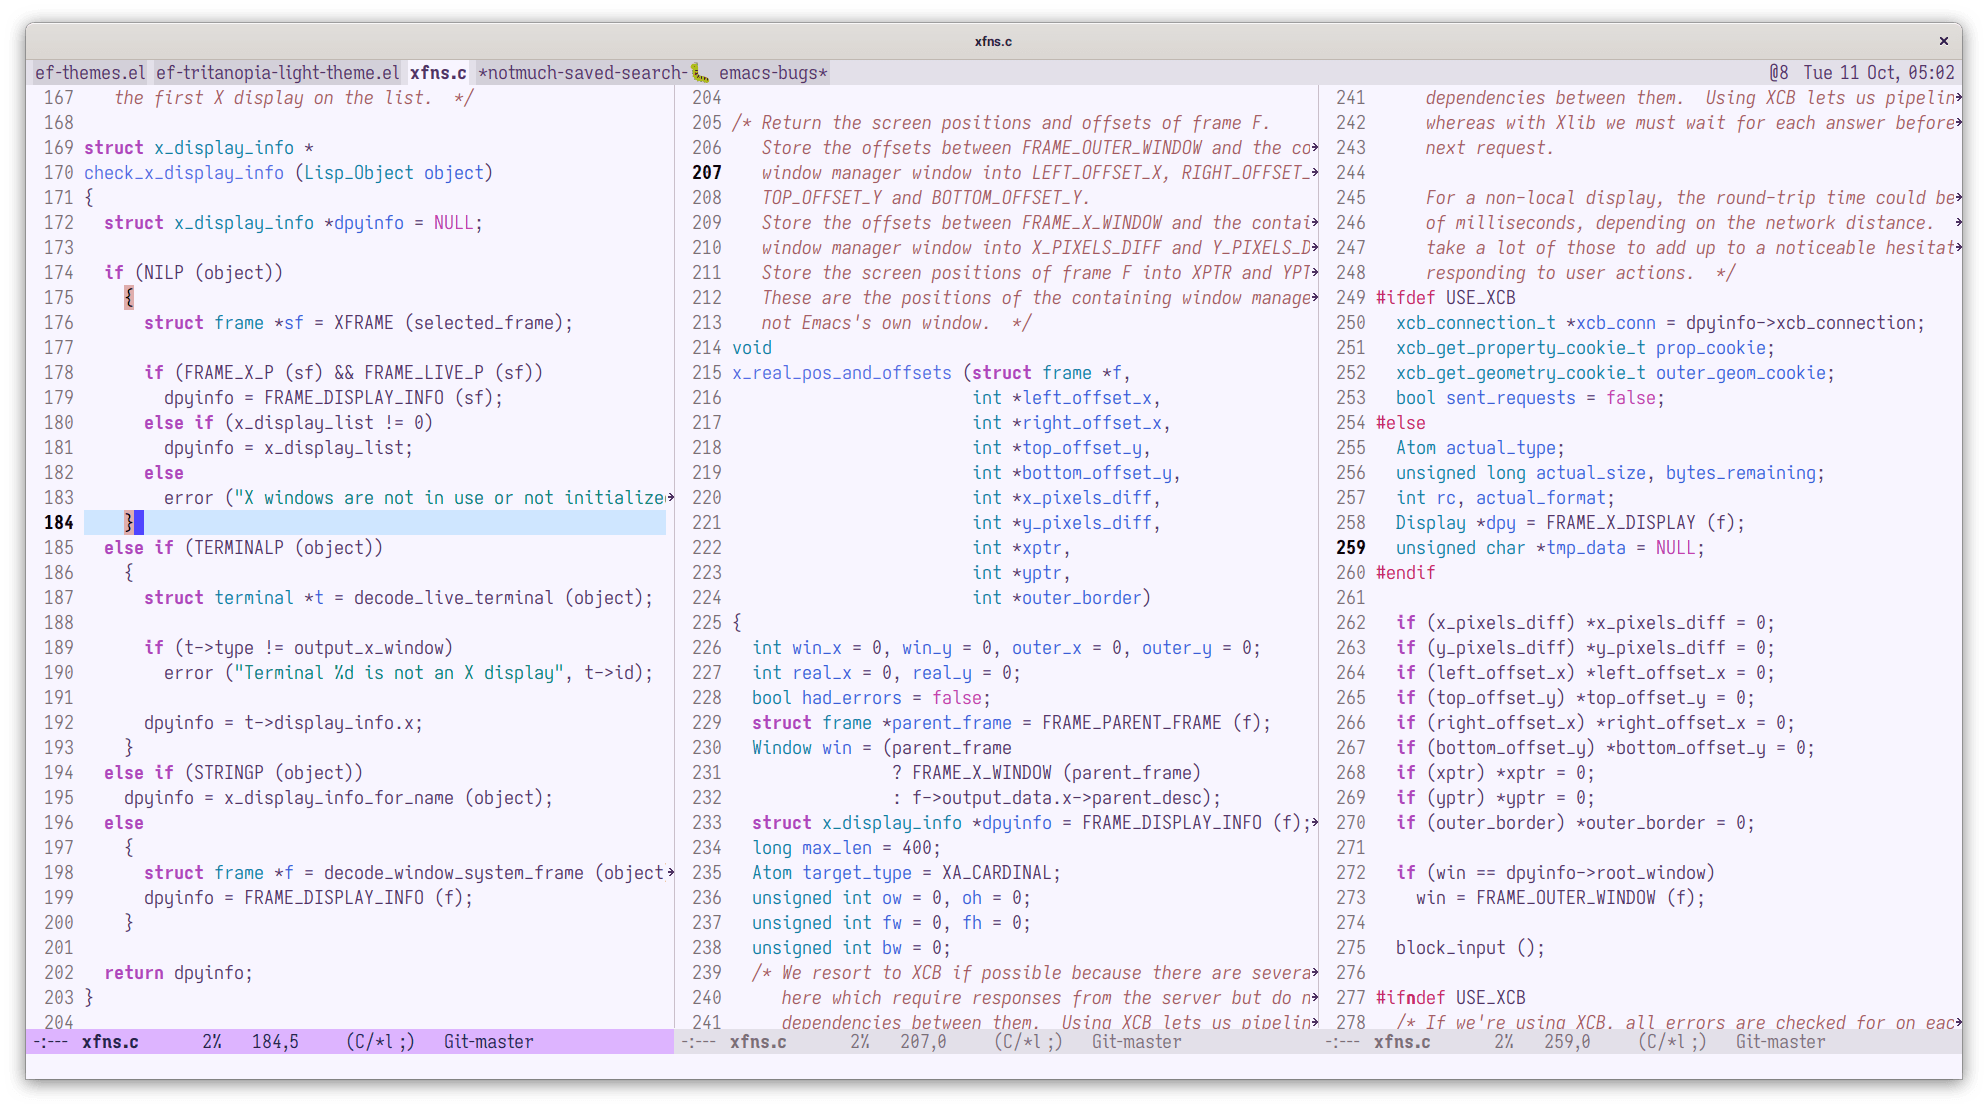 xfns.c ×
ef-themes.el ef-tritanopia-light-theme.el xfns.c *notmuch-saved-search-🐛 emacs-bugs* @8 Tue 11 Oct, 05:02
167    the first X display on the list.  */
168
169 struct x_display_info *
170 check_x_display_info (Lisp_Object object)
171 {
172   struct x_display_info *dpyinfo = NULL;
173
174   if (NILP (object))
175     {
176       struct frame *sf = XFRAME (selected_frame);
177
178       if (FRAME_X_P (sf) && FRAME_LIVE_P (sf))
179         dpyinfo = FRAME_DISPLAY_INFO (sf);
180       else if (x_display_list != 0)
181         dpyinfo = x_display_list;
182       else
183         error ("X windows are not in use or not initialize
184     }
185   else if (TERMINALP (object))
186     {
187       struct terminal *t = decode_live_terminal (object);
188
189       if (t->type != output_x_window)
190         error ("Terminal %d is not an X display", t->id);
191
192       dpyinfo = t->display_info.x;
193     }
194   else if (STRINGP (object))
195     dpyinfo = x_display_info_for_name (object);
196   else
197     {
198       struct frame *f = decode_window_system_frame (object
199       dpyinfo = FRAME_DISPLAY_INFO (f);
200     }
201
202   return dpyinfo;
203 }
204
-:--- xfns.c 2% 184,5 (C/*l ;) Git-master
204
205 /* Return the screen positions and offsets of frame F.
206    Store the offsets between FRAME_OUTER_WINDOW and the co
207    window manager window into LEFT_OFFSET_X, RIGHT_OFFSET_
208    TOP_OFFSET_Y and BOTTOM_OFFSET_Y.
209    Store the offsets between FRAME_X_WINDOW and the contai
210    window manager window into X_PIXELS_DIFF and Y_PIXELS_D
211    Store the screen positions of frame F into XPTR and YPT
212    These are the positions of the containing window manage
213    not Emacs's own window.  */
214 void
215 x_real_pos_and_offsets (struct frame *f,
216                         int *left_offset_x,
217                         int *right_offset_x,
218                         int *top_offset_y,
219                         int *bottom_offset_y,
220                         int *x_pixels_diff,
221                         int *y_pixels_diff,
222                         int *xptr,
223                         int *yptr,
224                         int *outer_border)
225 {
226   int win_x = 0, win_y = 0, outer_x = 0, outer_y = 0;
227   int real_x = 0, real_y = 0;
228   bool had_errors = false;
229   struct frame *parent_frame = FRAME_PARENT_FRAME (f);
230   Window win = (parent_frame
231                 ? FRAME_X_WINDOW (parent_frame)
232                 : f->output_data.x->parent_desc);
233   struct x_display_info *dpyinfo = FRAME_DISPLAY_INFO (f);
234   long max_len = 400;
235   Atom target_type = XA_CARDINAL;
236   unsigned int ow = 0, oh = 0;
237   unsigned int fw = 0, fh = 0;
238   unsigned int bw = 0;
239   /* We resort to XCB if possible because there are severa
240      here which require responses from the server but do n
241      dependencies between them.  Using XCB lets us pipelin
-:--- xfns.c 2% 207,0 (C/*l ;) Git-master
241      dependencies between them.  Using XCB lets us pipelin
242      whereas with Xlib we must wait for each answer before
243      next request.
244
245      For a non-local display, the round-trip time could be
246      of milliseconds, depending on the network distance.
247      take a lot of those to add up to a noticeable hesitat
248      responding to user actions.  */
249 #ifdef USE_XCB
250   xcb_connection_t *xcb_conn = dpyinfo->xcb_connection;
251   xcb_get_property_cookie_t prop_cookie;
252   xcb_get_geometry_cookie_t outer_geom_cookie;
253   bool sent_requests = false;
254 #else
255   Atom actual_type;
256   unsigned long actual_size, bytes_remaining;
257   int rc, actual_format;
258   Display *dpy = FRAME_X_DISPLAY (f);
259   unsigned char *tmp_data = NULL;
260 #endif
261
262   if (x_pixels_diff) *x_pixels_diff = 0;
263   if (y_pixels_diff) *y_pixels_diff = 0;
264   if (left_offset_x) *left_offset_x = 0;
265   if (top_offset_y) *top_offset_y = 0;
266   if (right_offset_x) *right_offset_x = 0;
267   if (bottom_offset_y) *bottom_offset_y = 0;
268   if (xptr) *xptr = 0;
269   if (yptr) *yptr = 0;
270   if (outer_border) *outer_border = 0;
271
272   if (win == dpyinfo->root_window)
273     win = FRAME_OUTER_WINDOW (f);
274
275   block_input ();
276
277 #ifndef USE_XCB
278   /* If we're using XCB, all errors are checked for on eac
-:--- xfns.c 2% 259,0 (C/*l ;) Git-master